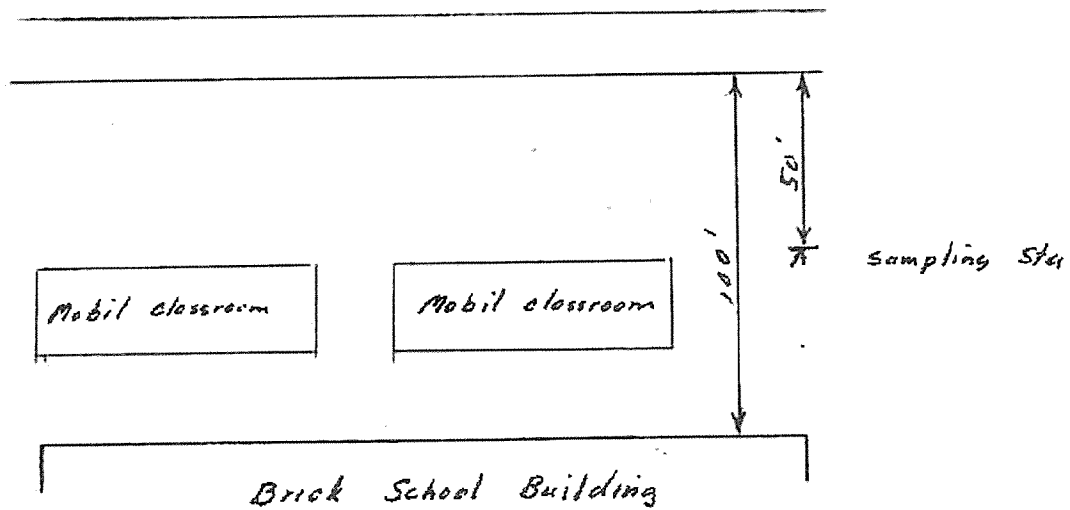 50'
100'
sampling Sta
Mobil classroom
Mobil classroom
Brick School Building